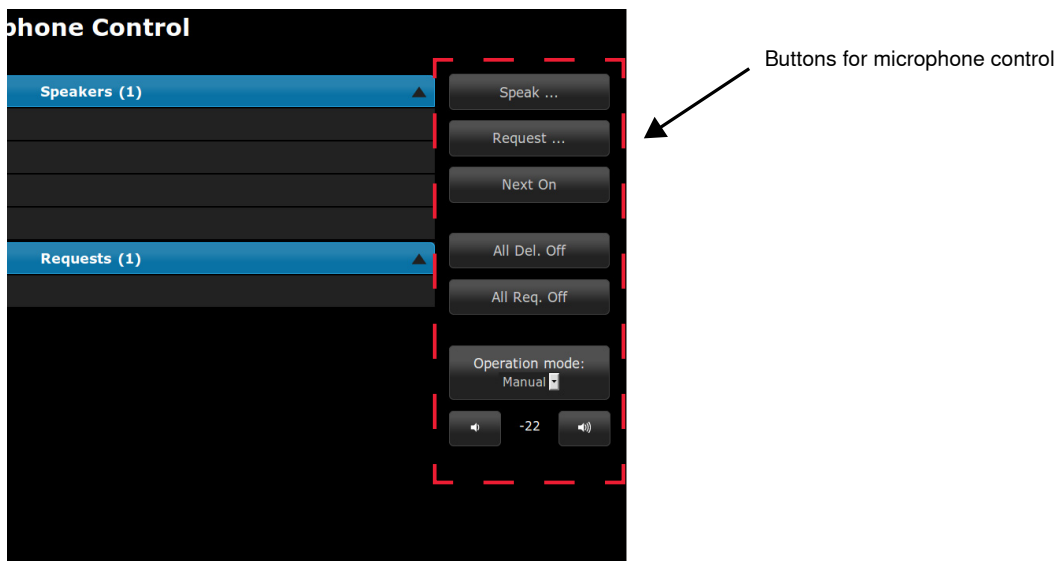 phone Control
Buttons for microphone control
Speakers (1)
Speak ...
Request ...
Next On
All Del. Off
Requests (1)
All Req. Off
Operation mode:
Manual
-22